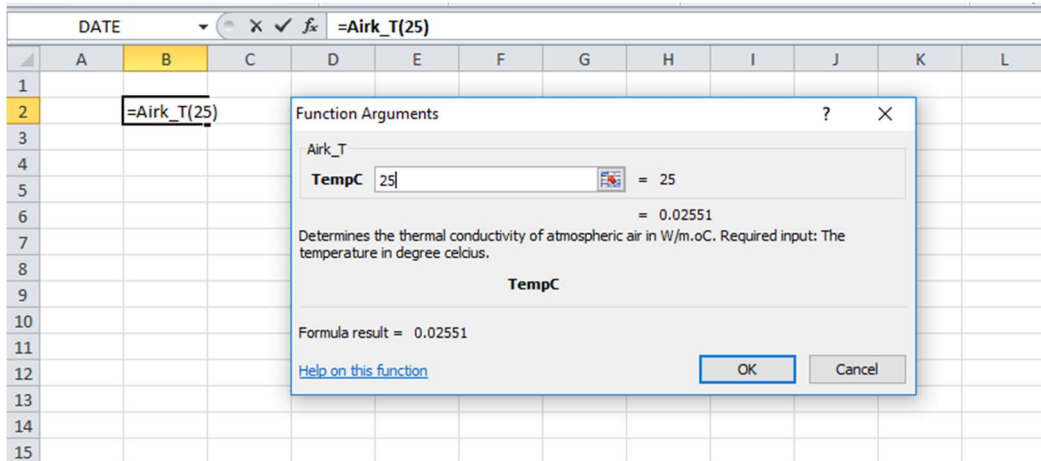 DATE =Airk_T(25)
A B C D E F G H I J K L
1
2 =Airk_T(25)
3
4
5
6
7
8
9
10
11
12
13
14
15
Function Arguments ? X
Airk_T
TempC 25 = 25
= 0.02551
Determines the thermal conductivity of atmospheric air in W/m.oC. Required input: The
temperature in degree celcius.
TempC
Formula result = 0.02551
Help on this function OK Cancel